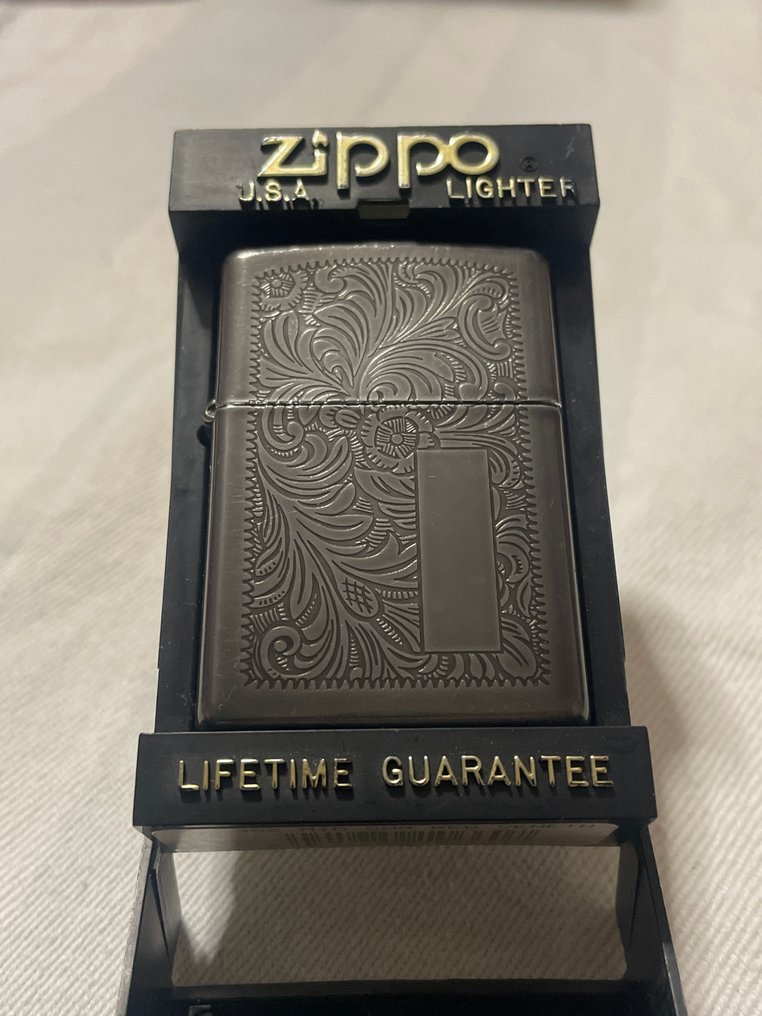 zippo ®
U.S.A. LIGHTER
LIFETIME GUARANTEE